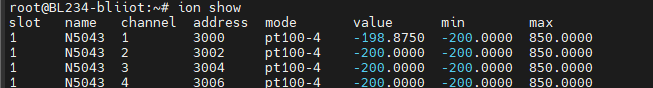 root@BL234-bliiot:~# ion show
slot name channel address mode value min max
1 N5043 1 3000 pt100-4 -198.8750 -200.0000 850.0000
1 N5043 2 3002 pt100-4 -200.0000 -200.0000 850.0000
1 N5043 3 3004 pt100-4 -200.0000 -200.0000 850.0000
1 N5043 4 3006 pt100-4 -200.0000 -200.0000 850.0000